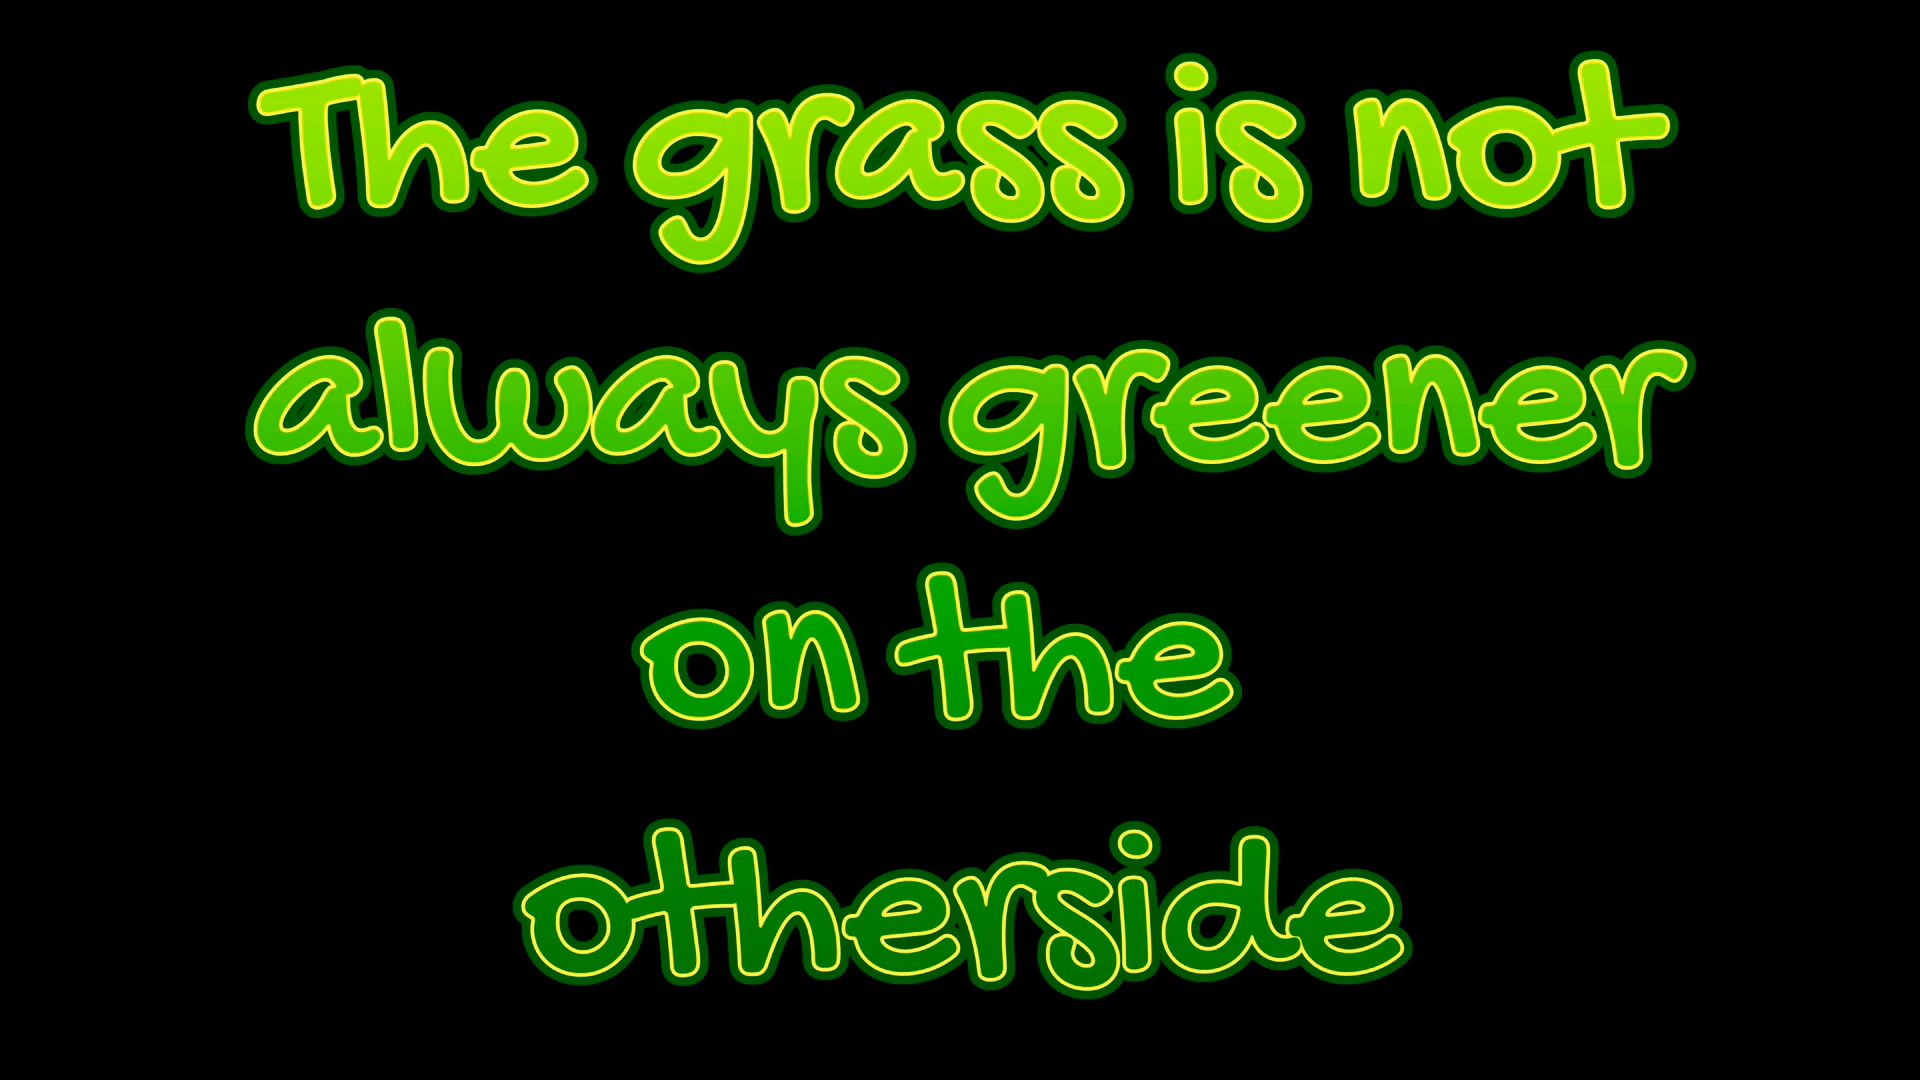 The grass is not
always greener
on the
otherside